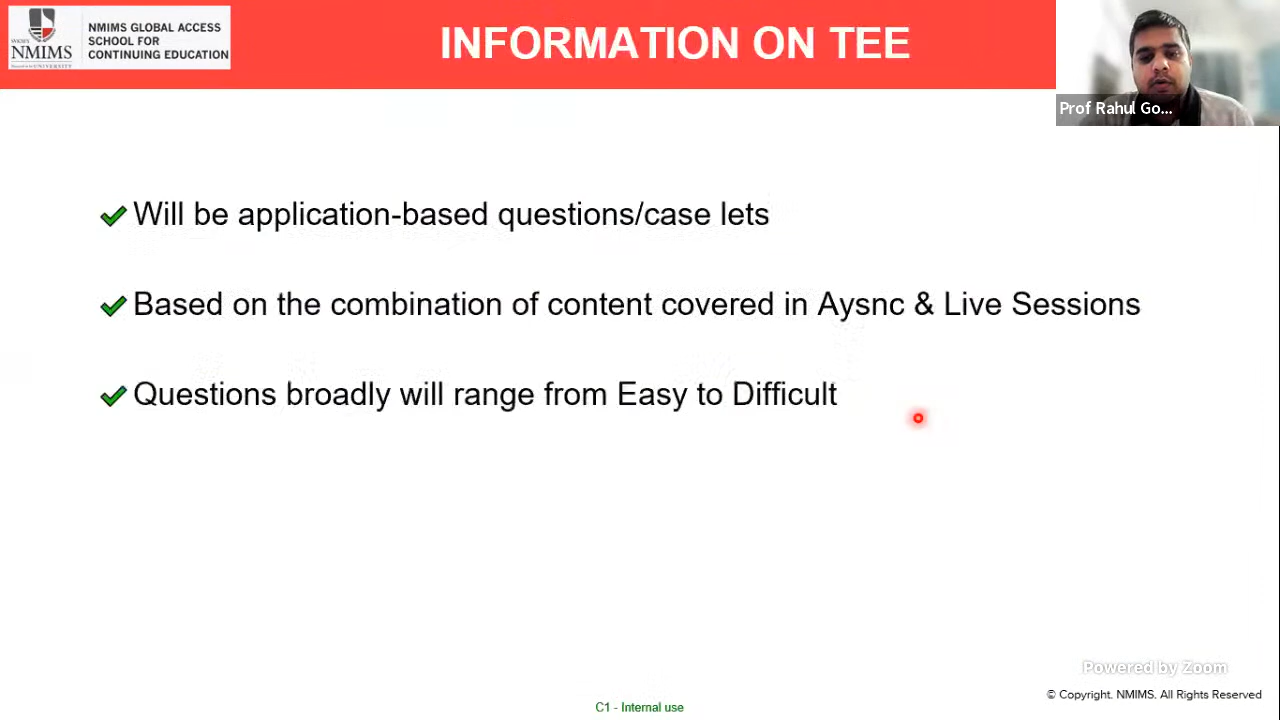 SVKM'S
NMIMS
NMIMS GLOBAL ACCESS
SCHOOL FOR
CONTINUING EDUCATION
INFORMATION ON TEE
Prof Rahul Go...
Will be application-based questions/case lets
Based on the combination of content covered in Aysnc & Live Sessions
Questions broadly will range from Easy to Difficult
Powered by Zoom
© Copyright. NMIMS. All Rights Reserved
C1 - Internal use